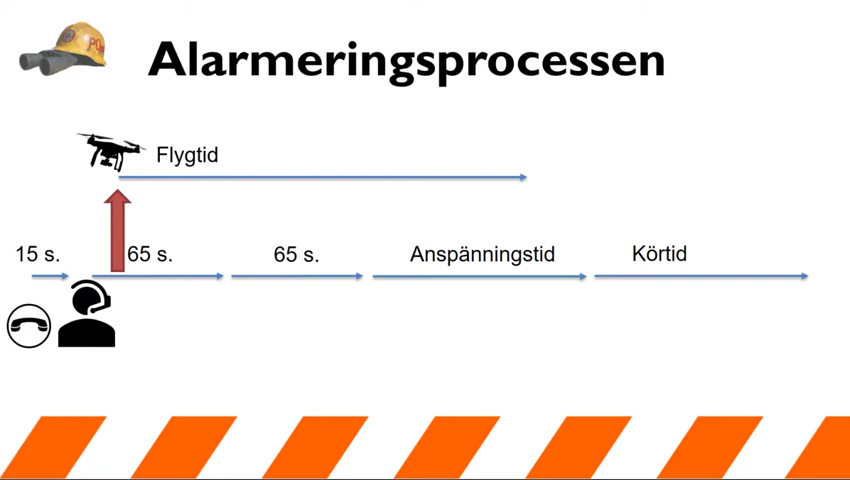 Alarmeringsprocessen
Flygtid
15 s.
65 s.
65 s.
Anspänningstid
Körtid